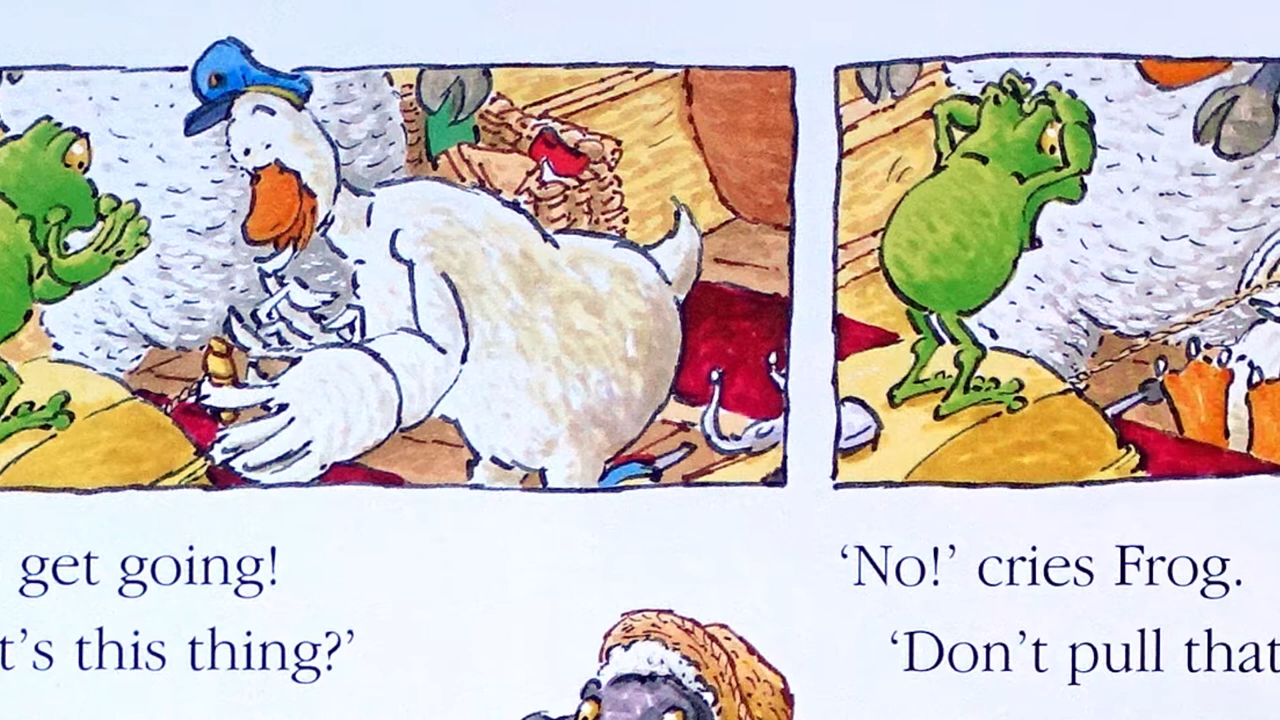 get going!
t's this thing?'
'No!' cries Frog.
'Don't pull that